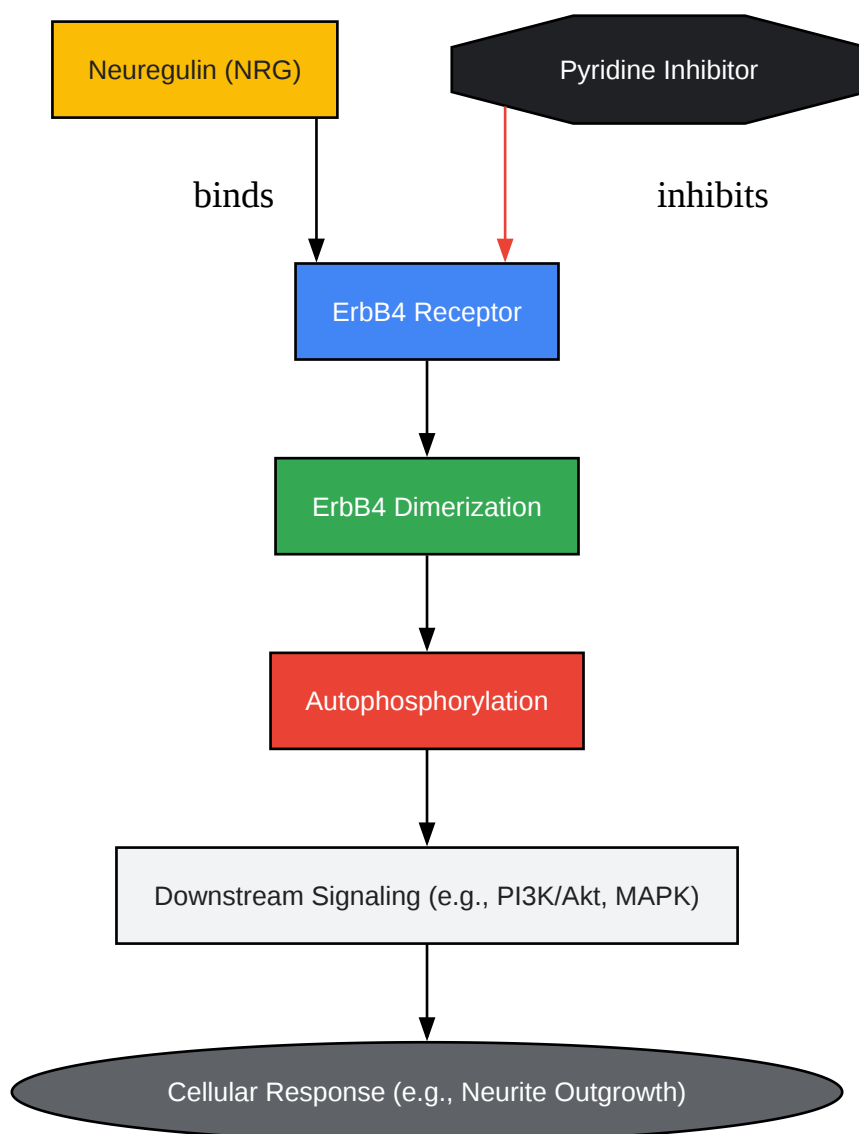 Neuregulin (NRG)
Pyridine Inhibitor
binds
inhibits
ErbB4 Receptor
ErbB4 Dimerization
Autophosphorylation
Downstream Signaling (e.g., PI3K/Akt, MAPK)
Cellular Response (e.g., Neurite Outgrowth)